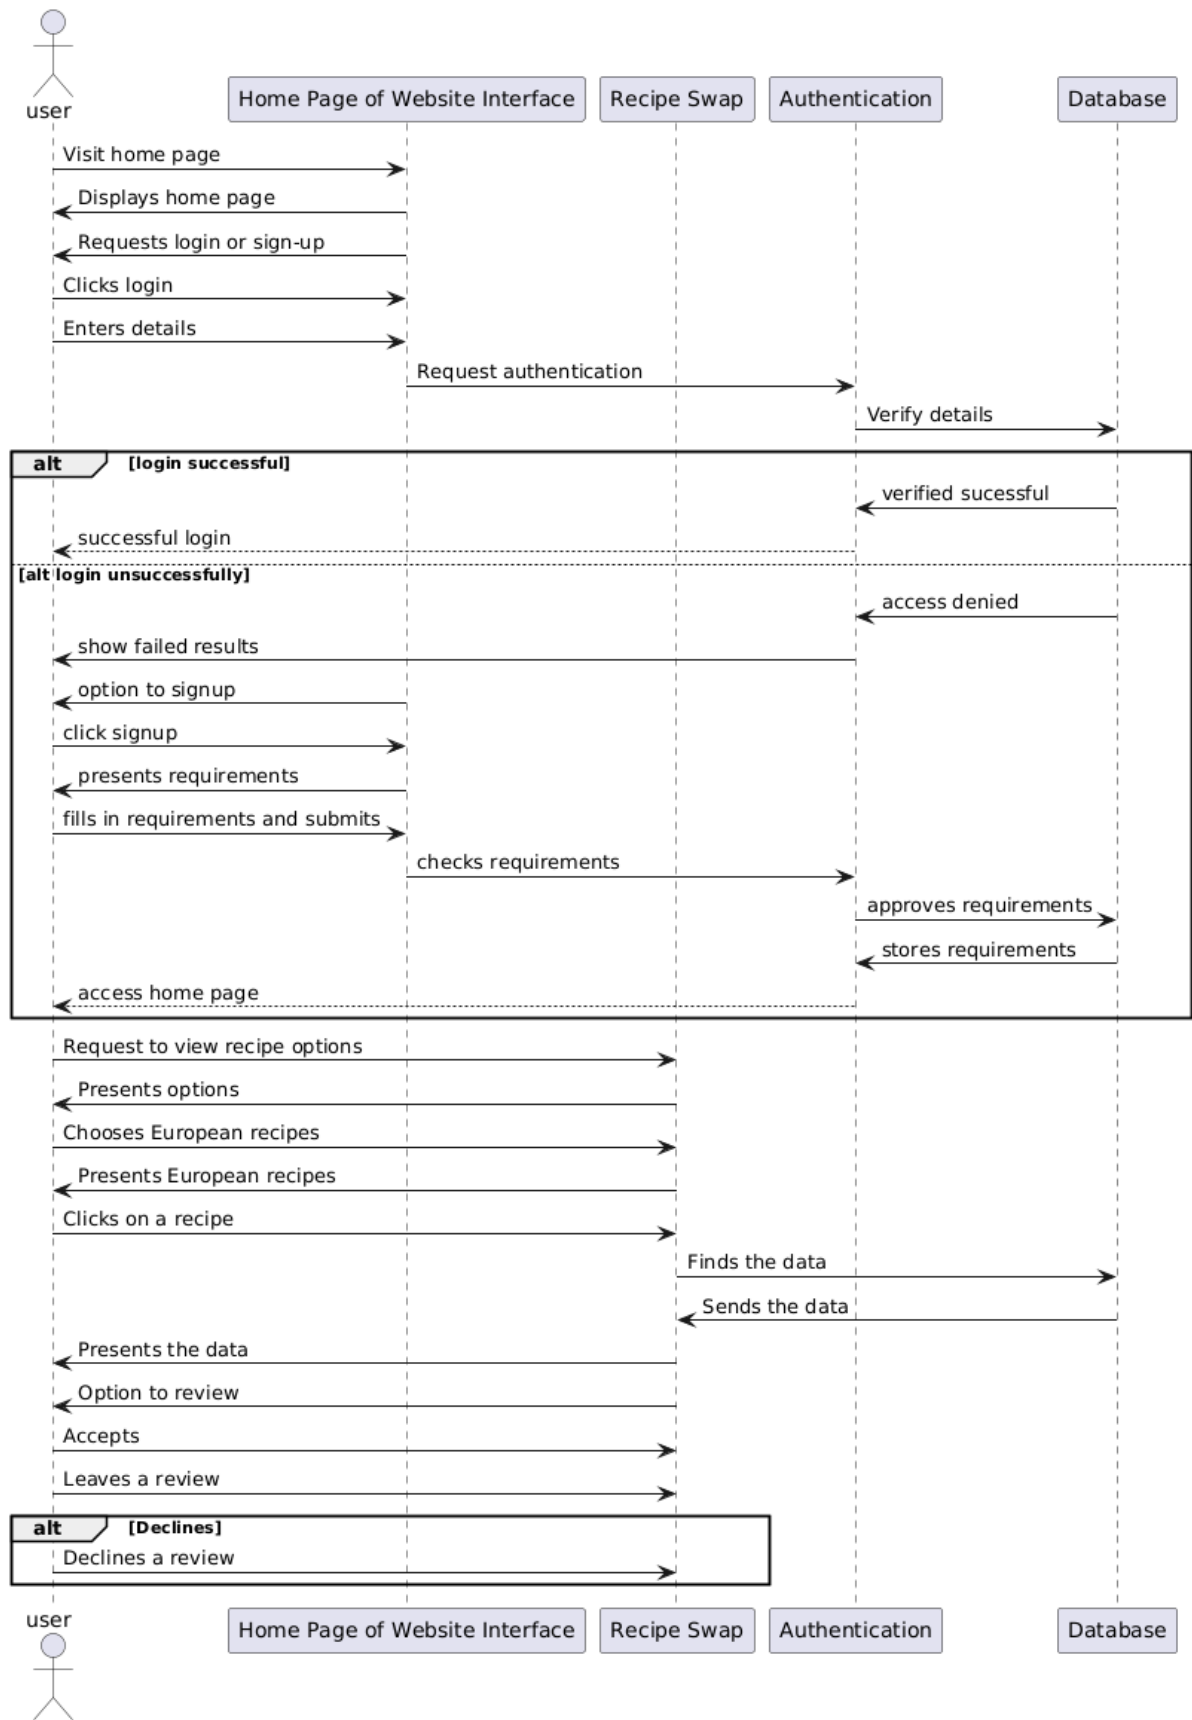 user
Home Page of Website Interface
Recipe Swap
Authentication
Database
Visit home page
Displays home page
Requests login or sign-up
Clicks login
Enters details
Request authentication
Verify details
alt [login successful]
verified sucessful
successful login
[alt login unsuccessfully]
access denied
show failed results
option to signup
click signup
presents requirements
fills in requirements and submits
checks requirements
approves requirements
stores requirements
access home page
Request to view recipe options
Presents options
Chooses European recipes
Presents European recipes
Clicks on a recipe
Finds the data
Sends the data
Presents the data
Option to review
Accepts
Leaves a review
alt [Declines]
Declines a review
user
Home Page of Website Interface
Recipe Swap
Authentication
Database